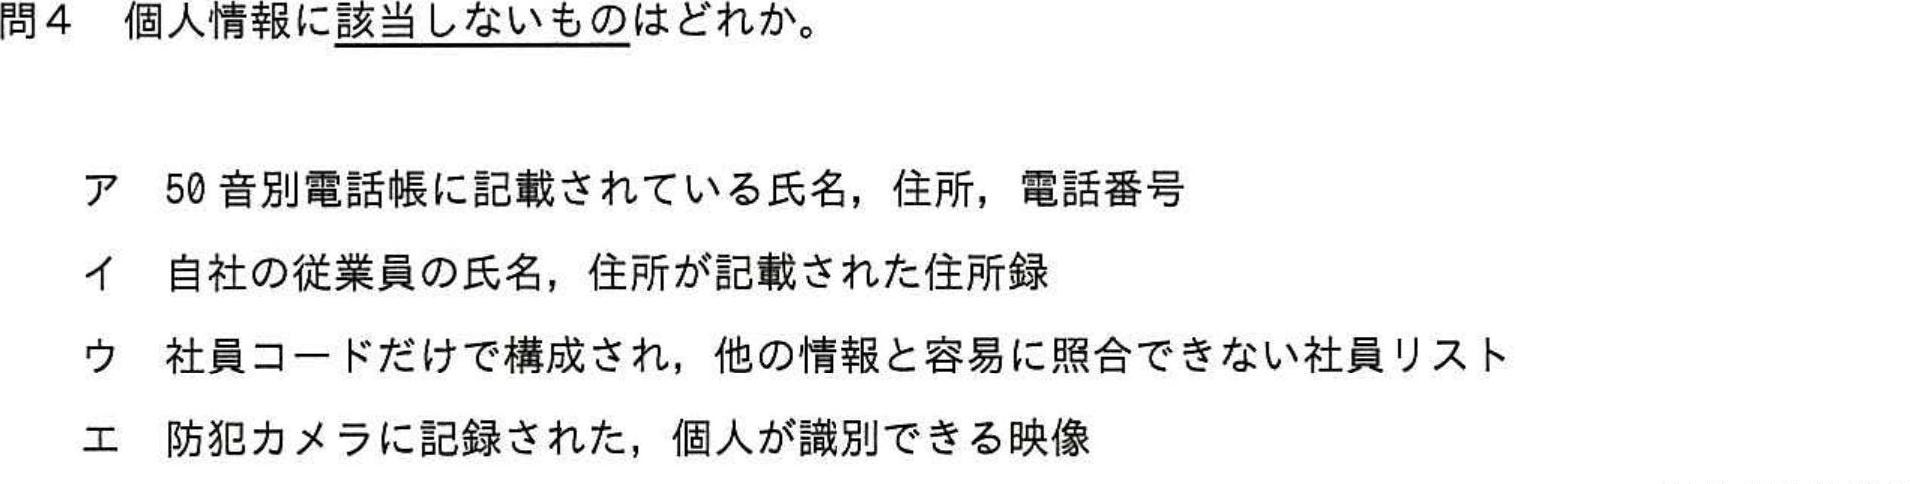 問４　個人情報に該当しないものはどれか。
ア　50 音別電話帳に記載されている氏名，住所，電話番号
イ　自社の従業員の氏名，住所が記載された住所録
ウ　社員コードだけで構成され，他の情報と容易に照合できない社員リスト
エ　防犯カメラに記録された，個人が識別できる映像